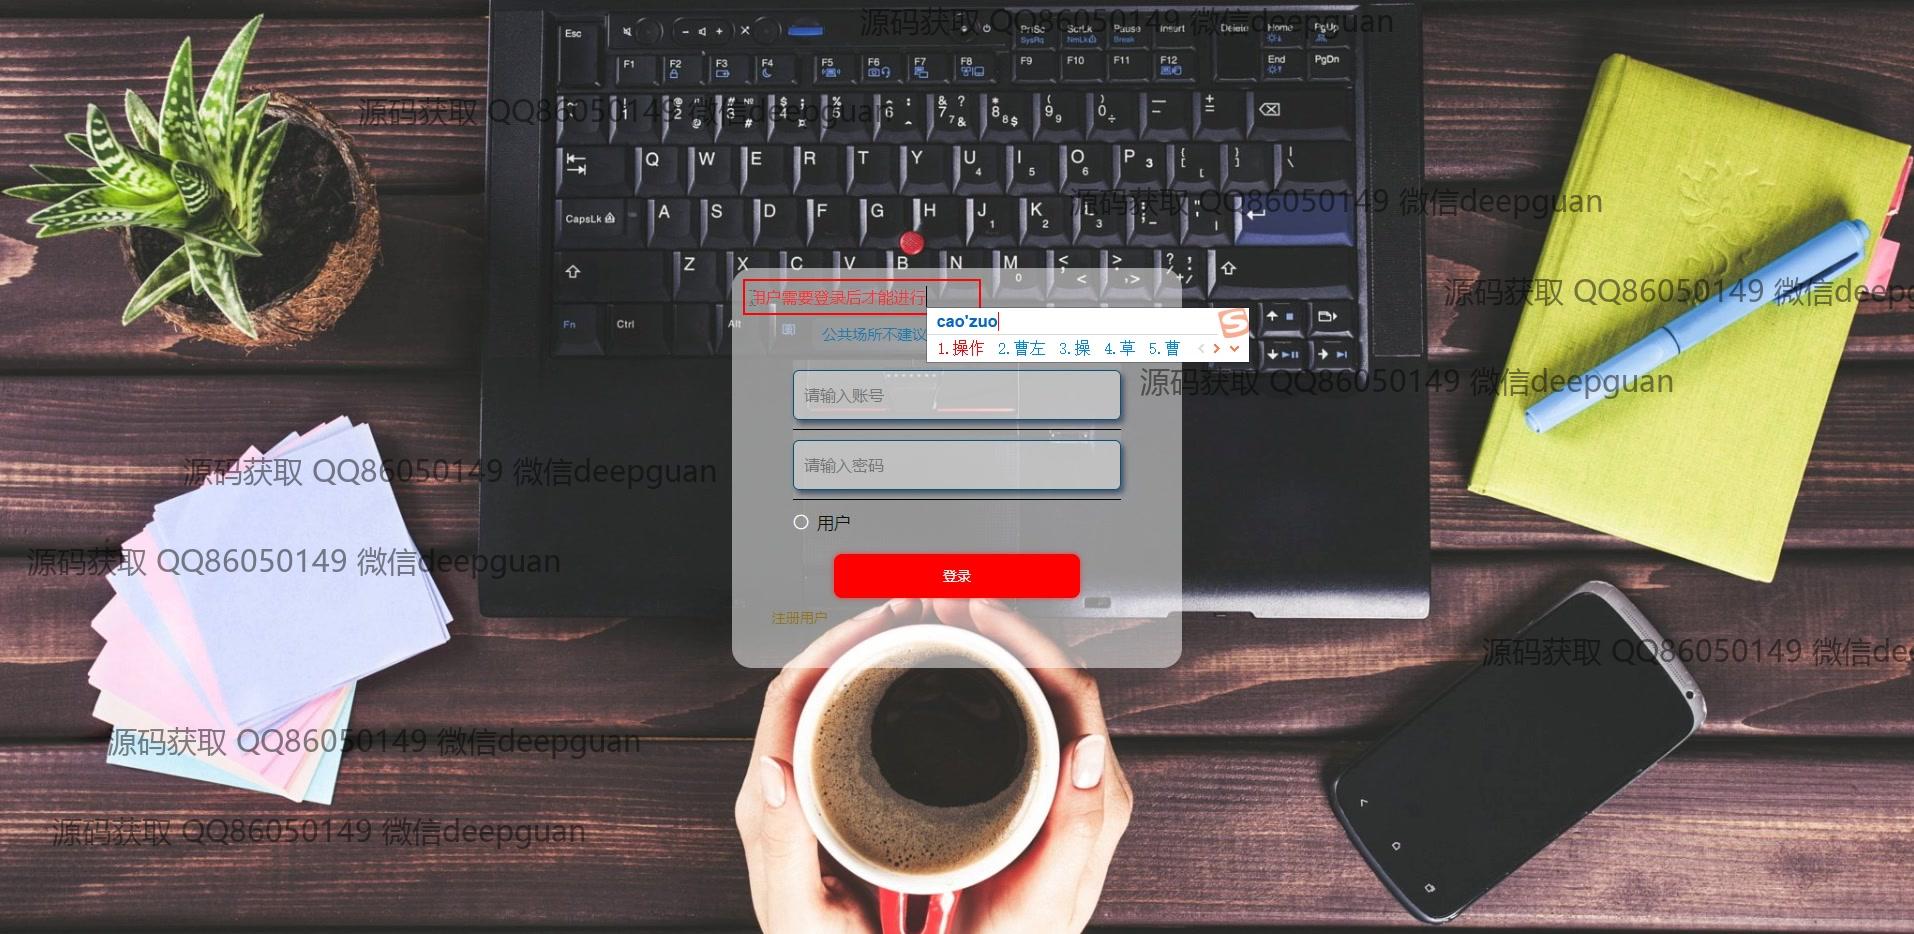 源码获取 QQ86050149 微信deepguan
源码获取 QQ86050149 微信deepguan
源码获取 QQ86050149 微信deepguan
源码获取 QQ86050149 微信deep
源码获取 QQ86050149 微信deepguan
源码获取 QQ86050149 微信deepguan
源码获取 QQ86050149 微信deepguan
源码获取 QQ86050149 微信de
源码获取 QQ86050149 微信deepguan
源码获取 QQ86050149 微信deepguan
Esc
PrtSc ScrLk Pause Insert Delete Home PgUp
SysRq NmLk Break
F1 F2 F3 F4 F5 F6 F7 F8 F9 F10 F11 F12 End PgDn
Q W E R T Y U I O P
CapsLk A S D F G H J K L
Z X C V B N M
Fn Ctrl Alt
用户需要登录后才能进行
cao'zuo
1.操作 2.曹左 3.操 4.草 5.曹
公共场所不建议
请输入账号
请输入密码
用户
登录
注册用户